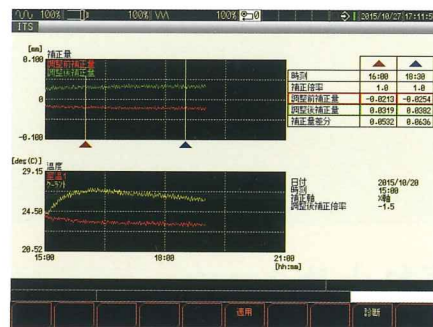 100% 100% 100% 0 2015/10/27 17:11:5
ITS
[mm] 補正量
0.100 調整前補正量
調整後補正量
0
-0.100
時刻 16:00 18:30
補正倍率 1.0 1.0
調整前補正量 -0.0213 -0.0254
調整後補正量 0.0319 0.0382
補正量差分 0.0532 0.0636
[deg(C)] 温度
29.15 室温1
クーラント
24.50
20.52
15:00 18:00 21:00
[hh:mm]
日付 2015/10/20
時刻 15:00
補正軸 X軸
調整後補正倍率 -1.5
適用 診断